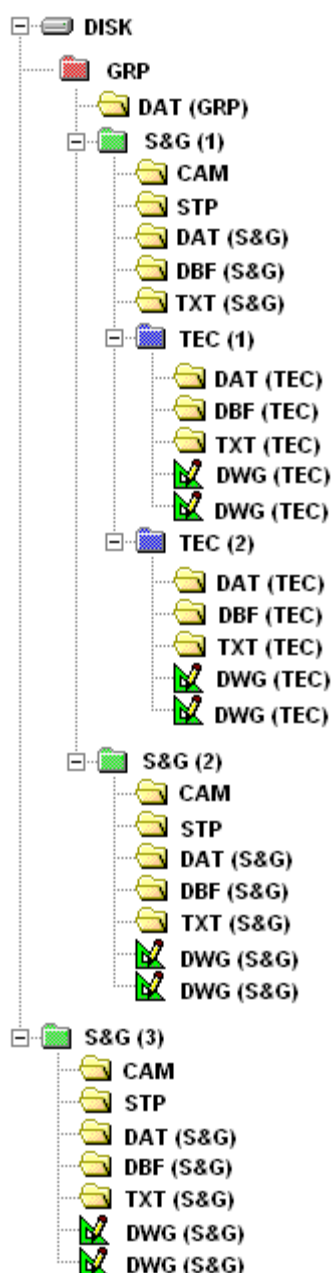 DISK
GRP
DAT (GRP)
S&G (1)
CAM
STP
DAT (S&G)
DBF (S&G)
TXT (S&G)
TEC (1)
DAT (TEC)
DBF (TEC)
TXT (TEC)
DWG (TEC)
DWG (TEC)
TEC (2)
DAT (TEC)
DBF (TEC)
TXT (TEC)
DWG (TEC)
DWG (TEC)
S&G (2)
CAM
STP
DAT (S&G)
DBF (S&G)
TXT (S&G)
DWG (S&G)
DWG (S&G)
S&G (3)
CAM
STP
DAT (S&G)
DBF (S&G)
TXT (S&G)
DWG (S&G)
DWG (S&G)